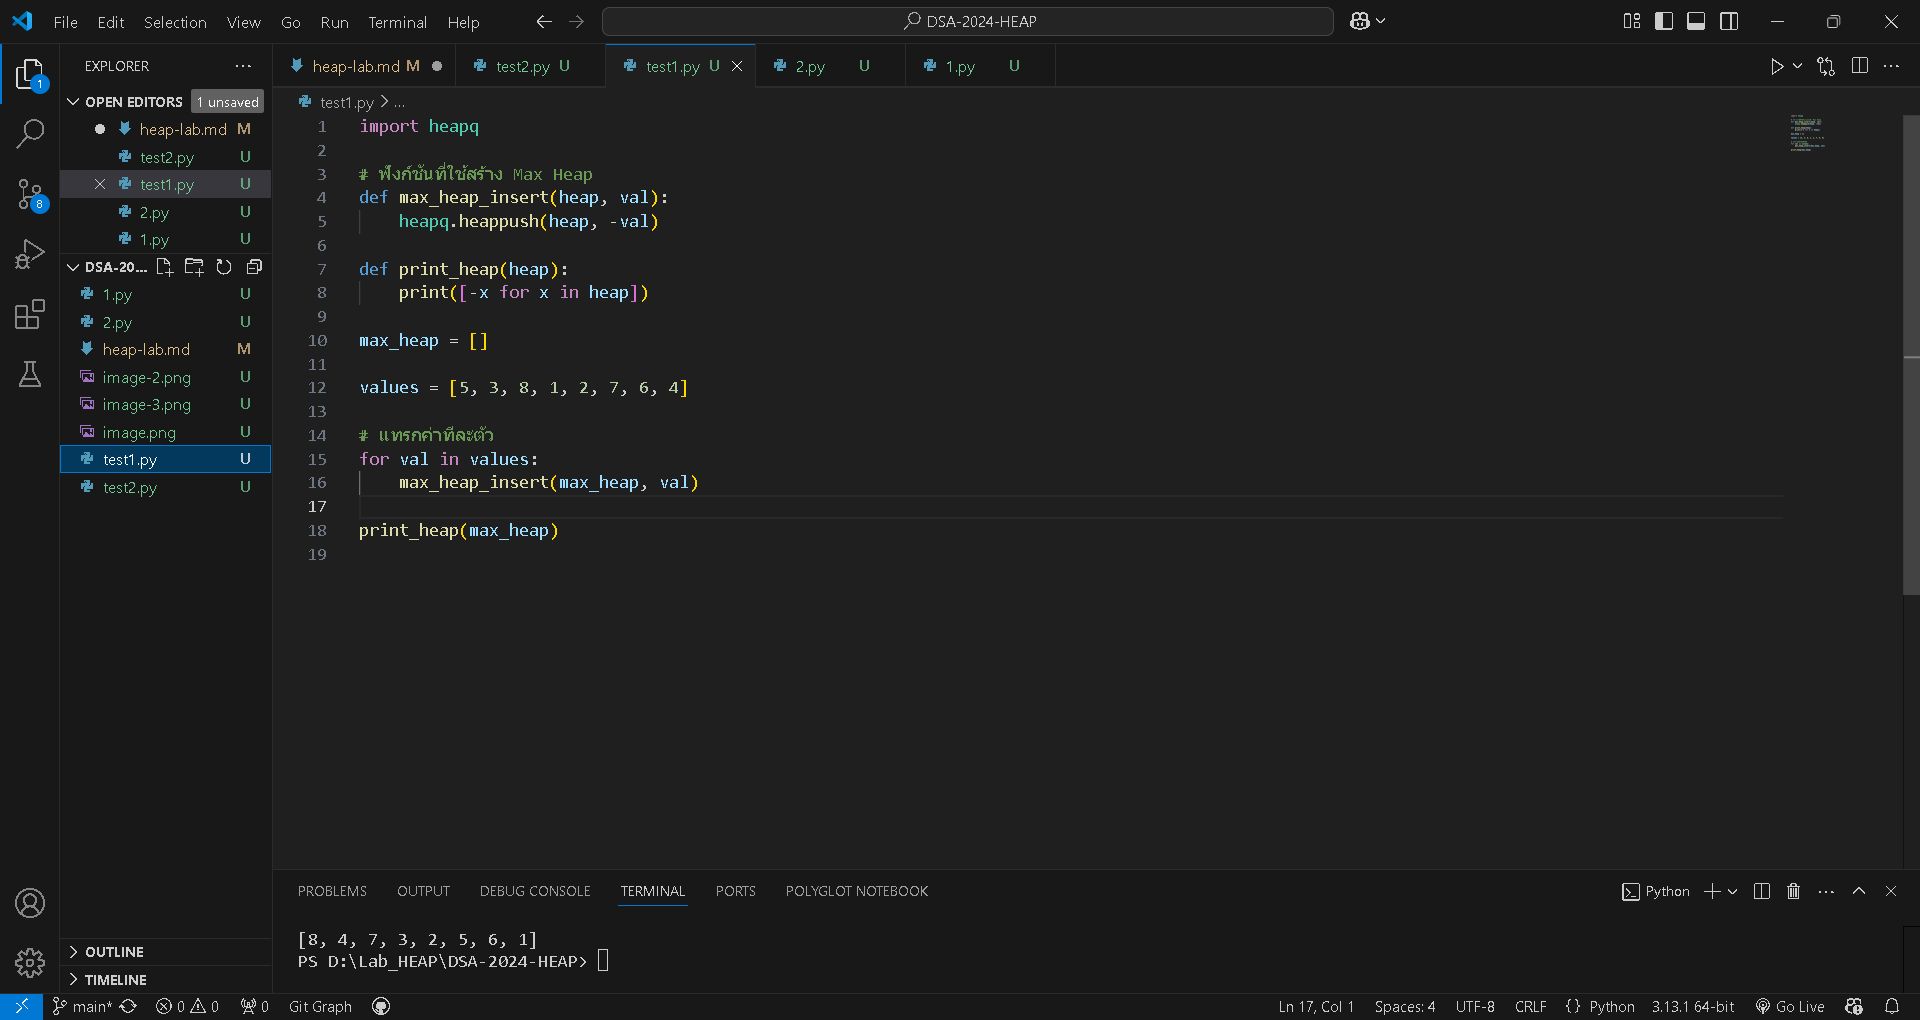 File Edit Selection View Go Run Terminal Help
DSA-2024-HEAP
EXPLORER
OPEN EDITORS 1 unsaved
heap-lab.md M
test2.py U
test1.py U
2.py U
1.py U
DSA-20...
1.py U
2.py U
heap-lab.md M
image-2.png U
image-3.png U
image.png U
test1.py U
test2.py U
OUTLINE
TIMELINE
1
8
heap-lab.md M test2.py U test1.py U 2.py U 1.py U
test1.py > ...
1 import heapq
2
3 # ฟังก์ชันที่ใช้สร้าง Max Heap
4 def max_heap_insert(heap, val):
5 heapq.heappush(heap, -val)
6
7 def print_heap(heap):
8 print([-x for x in heap])
9
10 max_heap = []
11
12 values = [5, 3, 8, 1, 2, 7, 6, 4]
13
14 # แทรกค่าทีละตัว
15 for val in values:
16 max_heap_insert(max_heap, val)
17
18 print_heap(max_heap)
19
PROBLEMS OUTPUT DEBUG CONSOLE TERMINAL PORTS POLYGLOT NOTEBOOK
Python
[8, 4, 7, 3, 2, 5, 6, 1]
PS D:\Lab_HEAP\DSA-2024-HEAP>
main* 0 0 0 Git Graph
Ln 17, Col 1 Spaces: 4 UTF-8 CRLF {} Python 3.13.1 64-bit Go Live